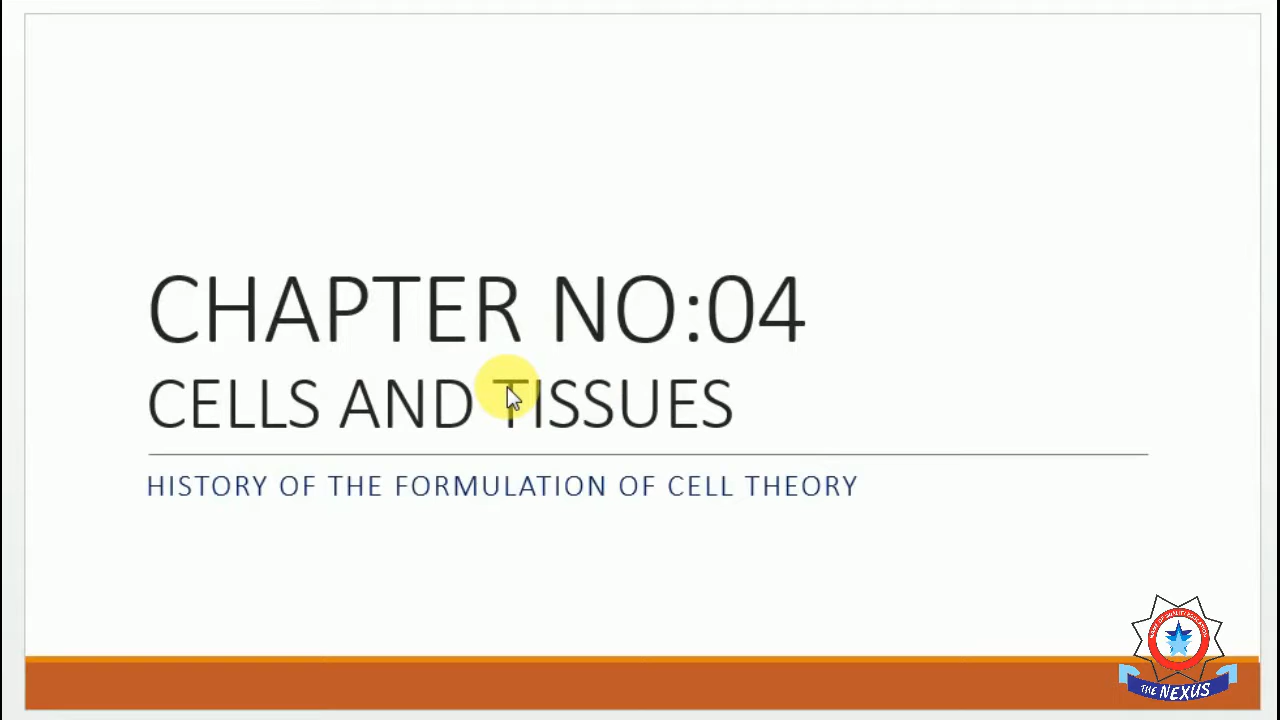 CHAPTER NO:04
CELLS AND TISSUES
HISTORY OF THE FORMULATION OF CELL THEORY
THE NEXUS